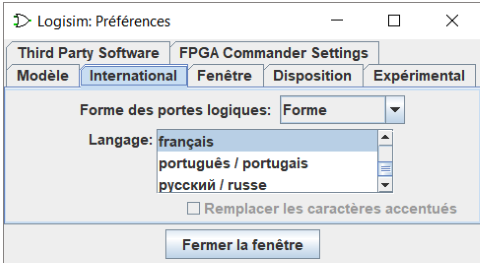 Logisim: Préférences
Third Party Software FPGA Commander Settings
Modèle International Fenêtre Disposition Expérimental
Forme des portes logiques: Forme
Langage: français
português / portugais
русский / russe
Remplacer les caractères accentués
Fermer la fenêtre